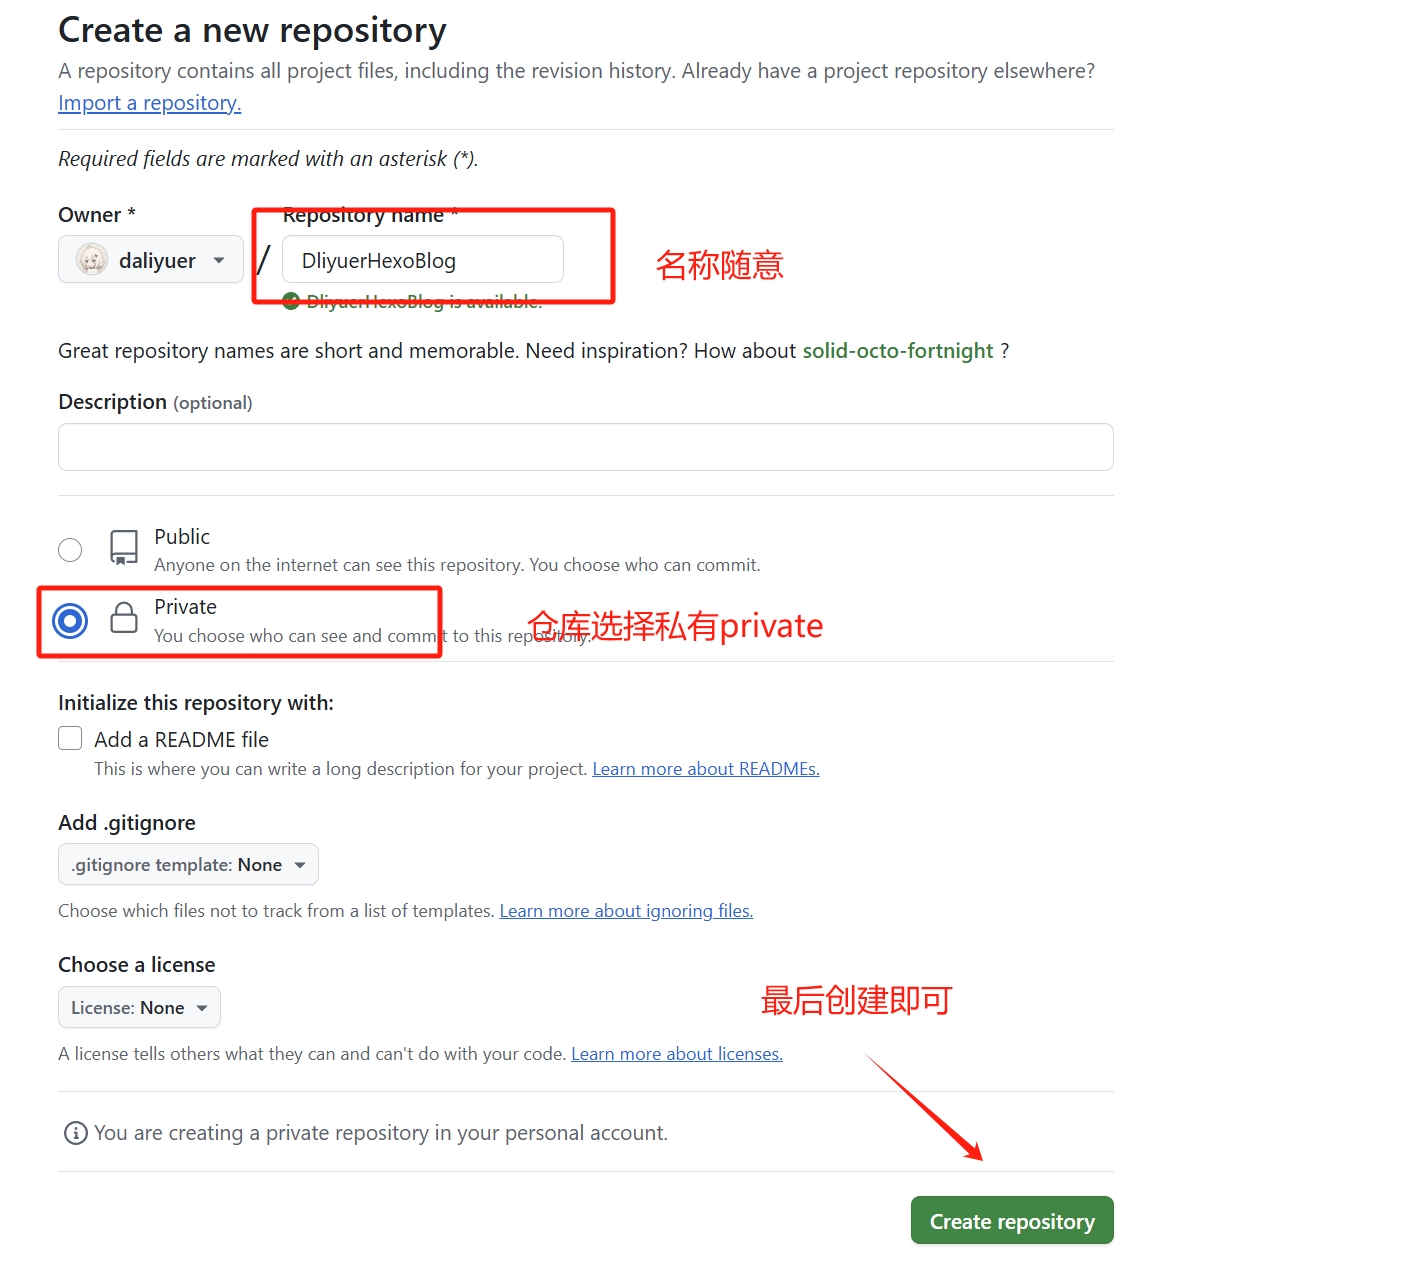 Create a new repository
A repository contains all project files, including the revision history. Already have a project repository elsewhere?
Import a repository.
Required fields are marked with an asterisk (*).
Owner *
Repository name *
daliyuer
/
DliyuerHexoBlog
名称随意
DliyuerHexoBlog is available.
Great repository names are short and memorable. Need inspiration? How about solid-octo-fortnight ?
Description (optional)
Public
Anyone on the internet can see this repository. You choose who can commit.
Private
You choose who can see and commit to this repository.
仓库选择私有private
Initialize this repository with:
Add a README file
This is where you can write a long description for your project. Learn more about READMEs.
Add .gitignore
.gitignore template: None
Choose which files not to track from a list of templates. Learn more about ignoring files.
Choose a license
License: None
最后创建即可
A license tells others what they can and can't do with your code. Learn more about licenses.
You are creating a private repository in your personal account.
Create repository